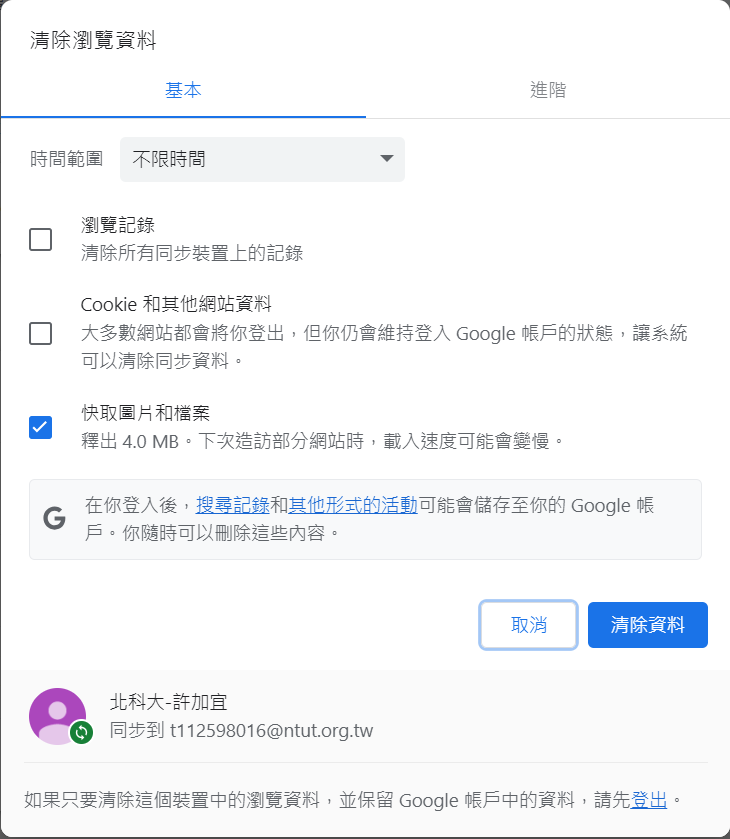 清除瀏覽資料
基本
進階
時間範圍
不限時間
瀏覽記錄
清除所有同步裝置上的記錄
Cookie 和其他網站資料
大多數網站都會將你登出，但你仍會維持登入 Google 帳戶的狀態，讓系統
可以清除同步資料。
快取圖片和檔案
釋出 4.0 MB。下次造訪部分網站時，載入速度可能會變慢。
G
在你登入後，搜尋記錄和其他形式的活動可能會儲存至你的 Google 帳
戶。你隨時可以刪除這些內容。
取消
清除資料
北科大-許加宜
同步到 t112598016@ntut.org.tw
如果只要清除這個裝置中的瀏覽資料，並保留 Google 帳戶中的資料，請先登出。